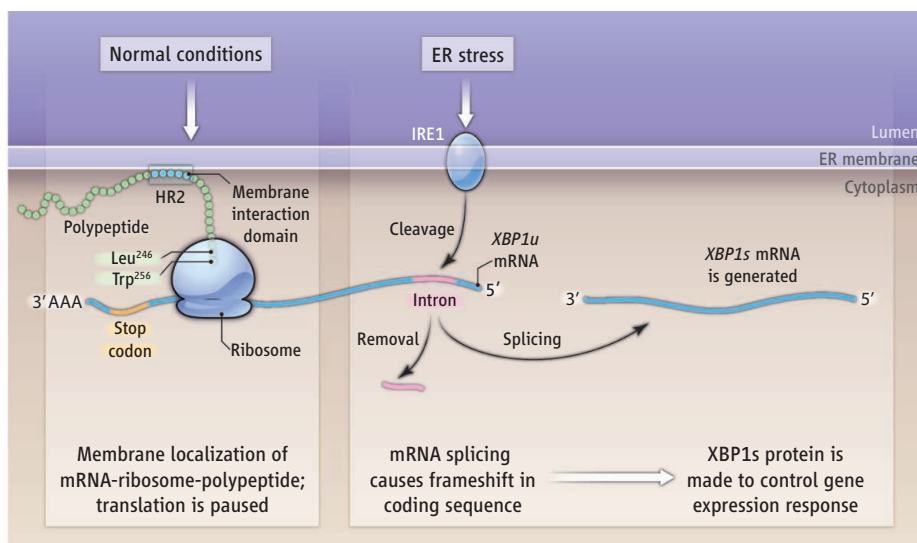 Normal conditions
ER stress
IRE1
Lumen
ER membrane
Cytoplasm
HR2
Membrane
interaction
domain
Polypeptide
Leu246
Trp256
Cleavage
XBP1u
mRNA
XBP1s mRNA
is generated
3′ AAA
5′
3′
5′
Intron
Stop
codon
Ribosome
Removal
Splicing
Membrane localization of
mRNA-ribosome-polypeptide;
translation is paused
mRNA splicing
causes frameshift in
coding sequence
XBP1s protein is
made to control gene
expression response